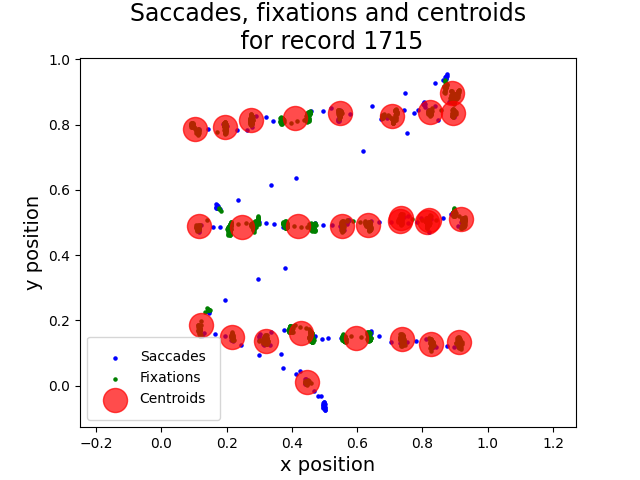 Saccades, fixations and centroids
for record 1715
1.0
0.8
0.6
0.4
0.2
0.0
y position
Saccades
Fixations
Centroids
−0.2
0.0
0.2
0.4
0.6
0.8
1.0
1.2
x position